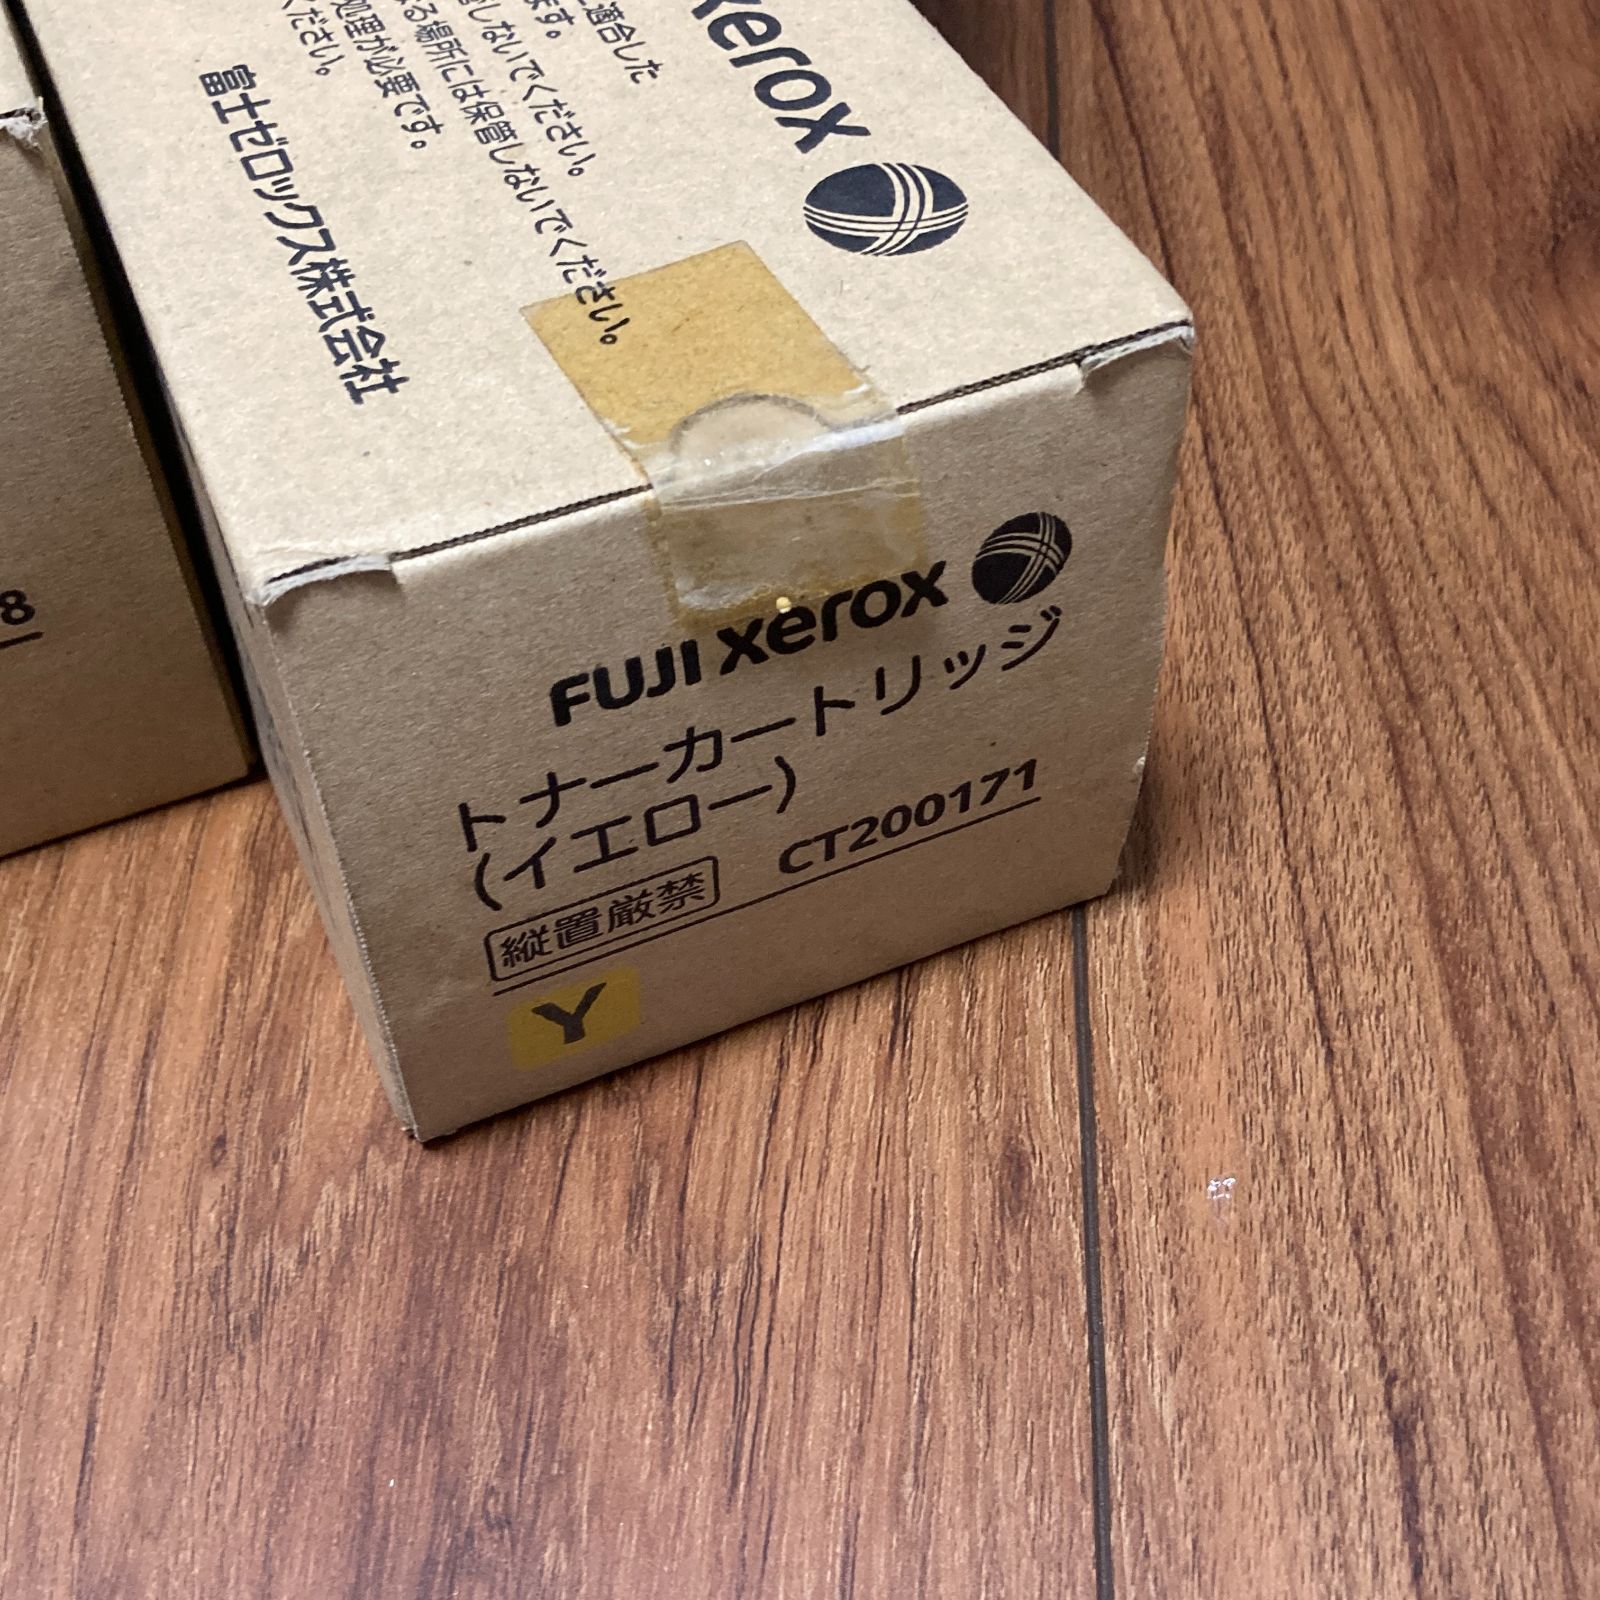 xerox
適合した
ます。
しないでください。
る場所には保管しないでください。
処理が必要です。
ください。
富士ゼロックス株式会社
FUJI xerox
トナーカートリッジ
(イエロー)
縦置厳禁 CT200171
Y
8